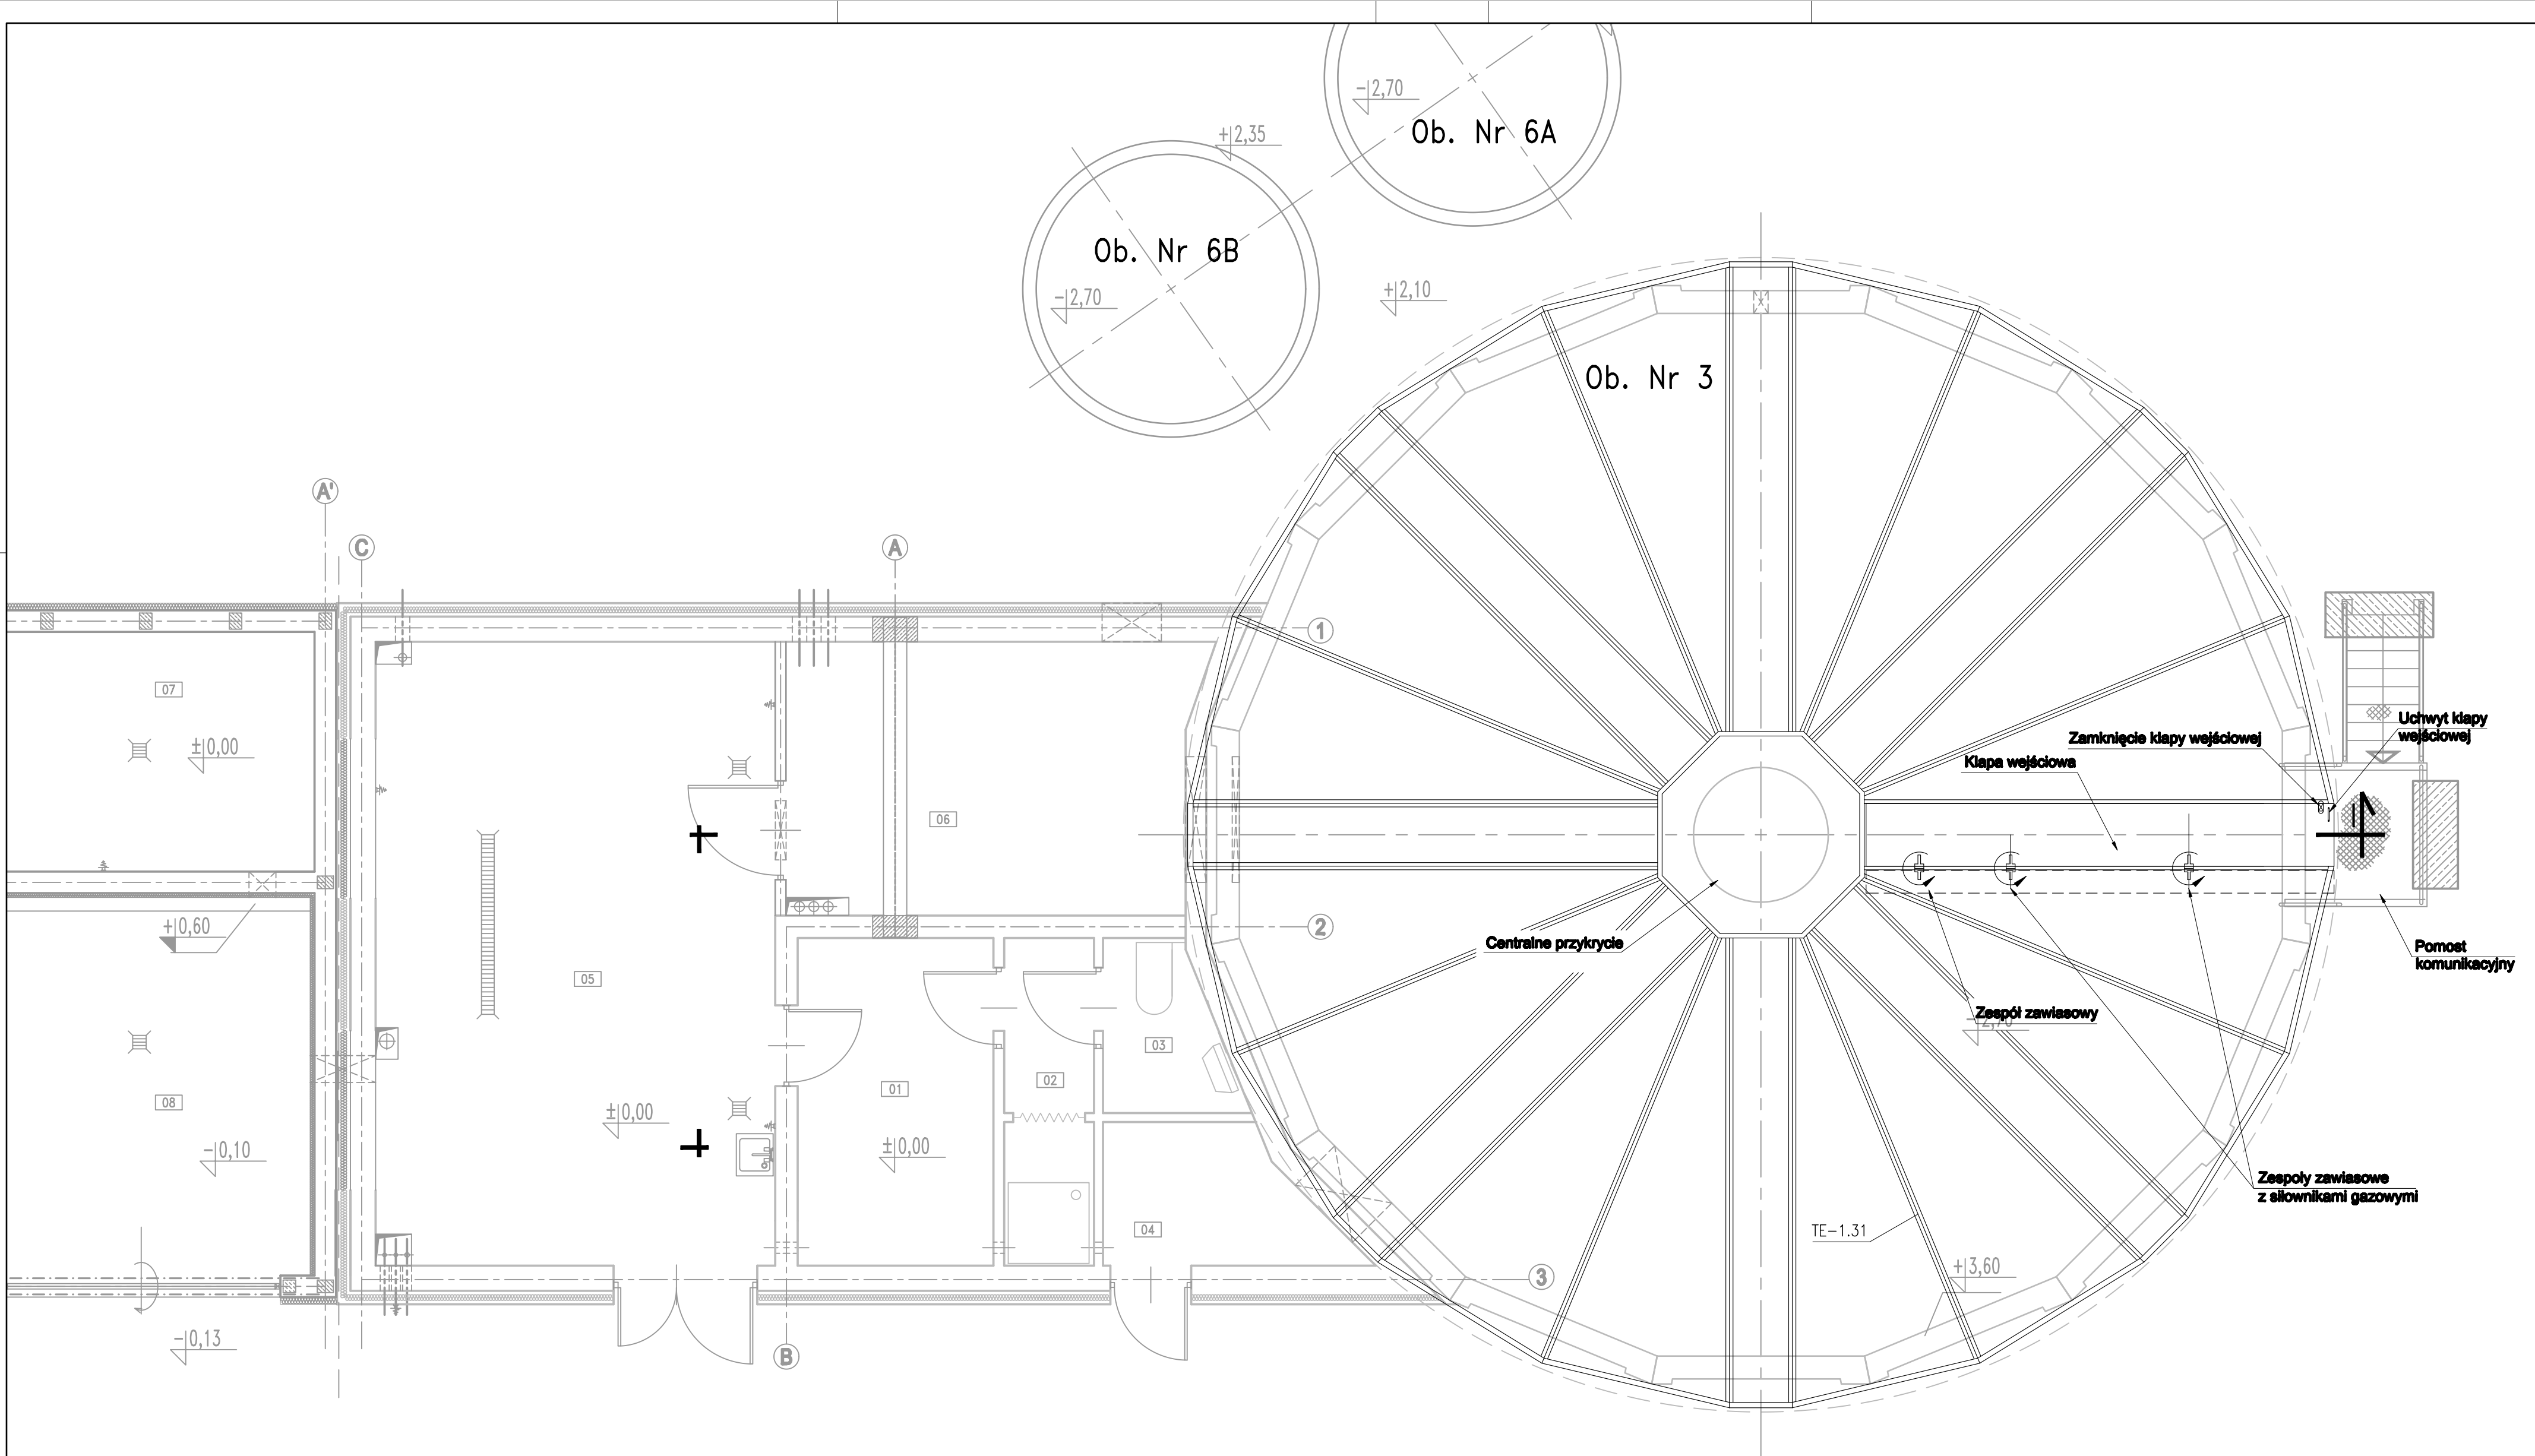 -2,70
Ob. Nr 6A
+2,35
Ob. Nr 6B
-2,70
+2,10
Ob. Nr 3
A'
C
A
1
07
±0,00
Uchwyt klapy
wejściowej
Zamknięcie klapy wejściowej
Klapa wejściowa
06
+0,60
2
Centralne przykrycie
Pomost
komunikacyjny
05
Zespół zawiasowy
-2,70
03
02
01
08
±0,00
±0,00
-0,10
Zespoły zawiasowe
z siłownikami gazowymi
04
TE-1.31
+3,60
3
-0,13
B